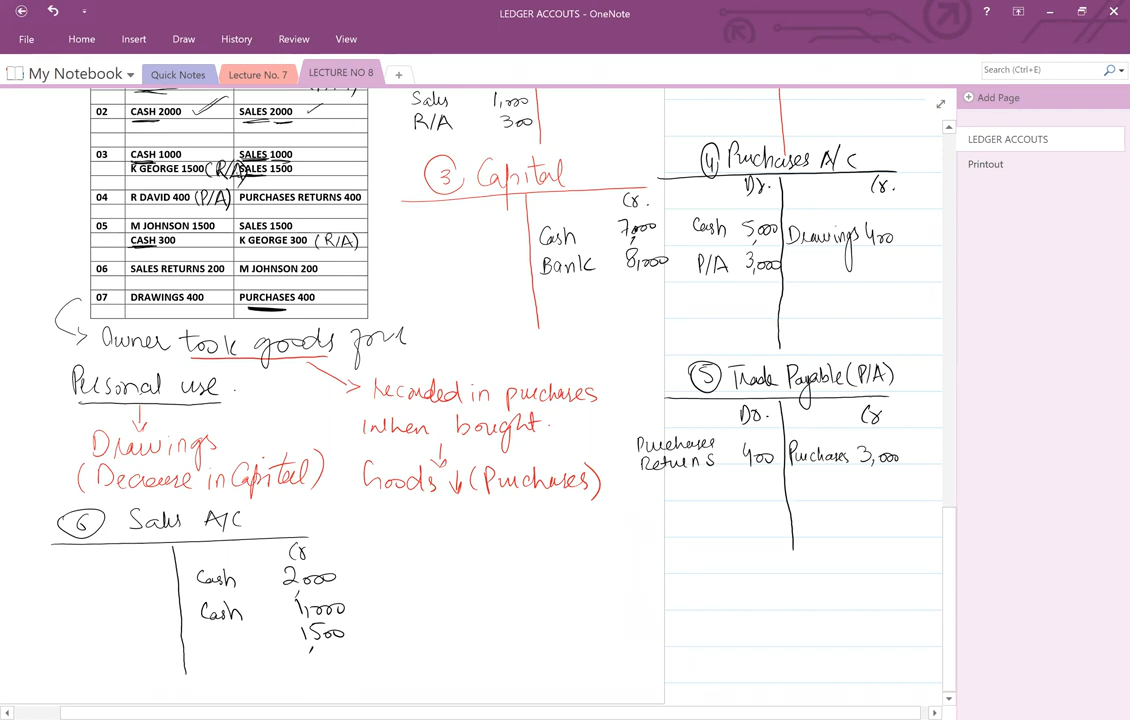 LEDGER ACCOUTS - OneNote
?
File Home Insert Draw History Review View
My Notebook Quick Notes Lecture No. 7 LECTURE NO 8 +
Search (Ctrl+E)
Add Page
LEDGER ACCOUTS
Printout
02 CASH 2000 SALES 2000
03 CASH 1000 SALES 1000
K GEORGE 1500 (R/A) SALES 1500
04 R DAVID 400 (P/A) PURCHASES RETURNS 400
05 M JOHNSON 1500 SALES 1500
CASH 300 K GEORGE 300 (R/A)
06 SALES RETURNS 200 M JOHNSON 200
07 DRAWINGS 400 PURCHASES 400
Sales 1,000
R/A 300
3 Capital
Cr.
Cash 7,000
Bank 8,000
4 Purchases A/C
Dr. Cr.
Cash 5,000 Drawings 400
P/A 3,000
Owner took goods for
Personal use.
Drawings
(Decrease in Capital)
Recorded in purchases
when bought.
Goods ↓ (Purchases)
5 Trade Payable (P/A)
Dr. Cr
Purchases
Returns 400 Purchases 3,000
6 Sales A/C
Cr
Cash 2,000
Cash 1,000
1500